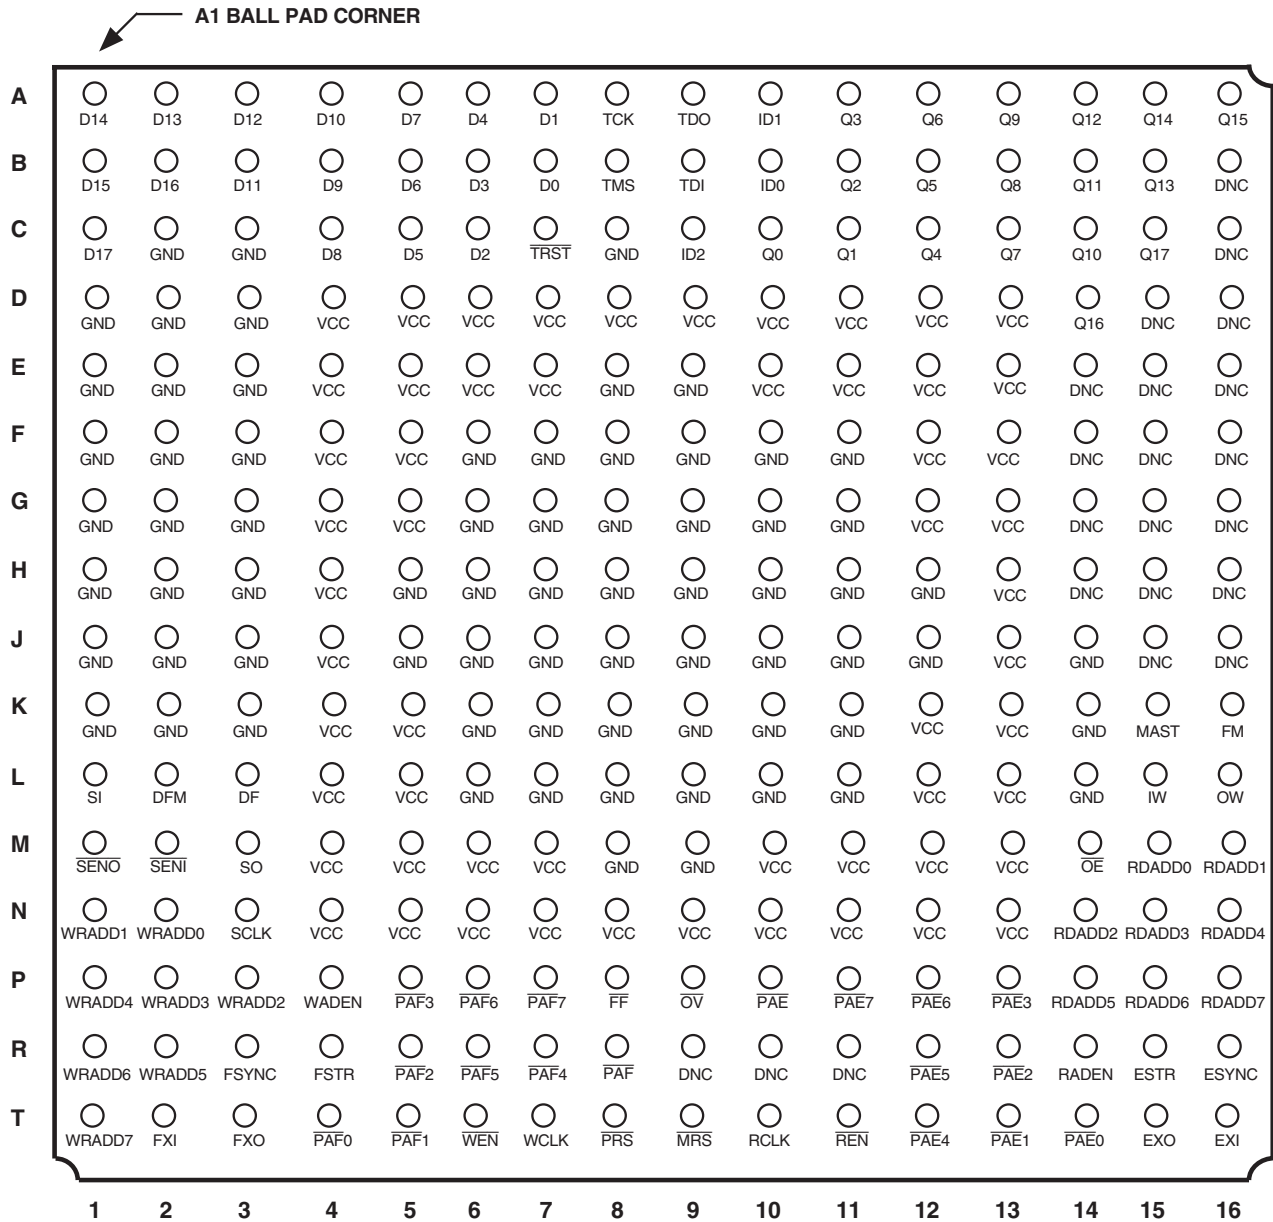 A1 BALL PAD CORNER
A
D14 D13 D12 D10 D7 D4 D1 TCK TDO ID1 Q3 Q6 Q9 Q12 Q14 Q15
B
D15 D16 D11 D9 D6 D3 D0 TMS TDI ID0 Q2 Q5 Q8 Q11 Q13 DNC
C
D17 GND GND D8 D5 D2 TRST GND ID2 Q0 Q1 Q4 Q7 Q10 Q17 DNC
D
GND GND GND VCC VCC VCC VCC VCC VCC VCC VCC VCC VCC Q16 DNC DNC
E
GND GND GND VCC VCC VCC VCC GND GND VCC VCC VCC VCC DNC DNC DNC
F
GND GND GND VCC VCC GND GND GND GND GND GND VCC VCC DNC DNC DNC
G
GND GND GND VCC VCC GND GND GND GND GND GND VCC VCC DNC DNC DNC
H
GND GND GND VCC GND GND GND GND GND GND GND GND VCC DNC DNC DNC
J
GND GND GND VCC GND GND GND GND GND GND GND GND VCC GND DNC DNC
K
GND GND GND VCC VCC GND GND GND GND GND GND VCC VCC GND MAST FM
L
SI DFM DF VCC VCC GND GND GND GND GND GND VCC VCC GND IW OW
M
SENO SENI SO VCC VCC VCC VCC GND GND VCC VCC VCC VCC OE RDADD0 RDADD1
N
WRADD1 WRADD0 SCLK VCC VCC VCC VCC VCC VCC VCC VCC VCC VCC RDADD2 RDADD3 RDADD4
P
WRADD4 WRADD3 WRADD2 WADEN PAF3 PAF6 PAF7 FF OV PAE PAE7 PAE6 PAE3 RDADD5 RDADD6 RDADD7
R
WRADD6 WRADD5 FSYNC FSTR PAF2 PAF5 PAF4 PAF DNC DNC DNC PAE5 PAE2 RADEN ESTR ESYNC
T
WRADD7 FXI FXO PAF0 PAF1 WEN WCLK PRS MRS RCLK REN PAE4 PAE1 PAE0 EXO EXI
1 2 3 4 5 6 7 8 9 10 11 12 13 14 15 16